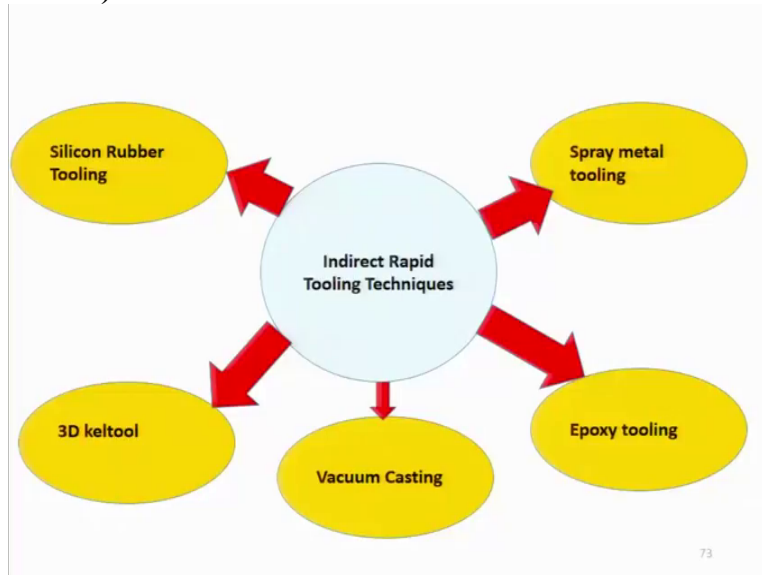 Silicon Rubber
Tooling
Spray metal
tooling
Indirect Rapid
Tooling Techniques
3D keltool
Vacuum Casting
Epoxy tooling
73